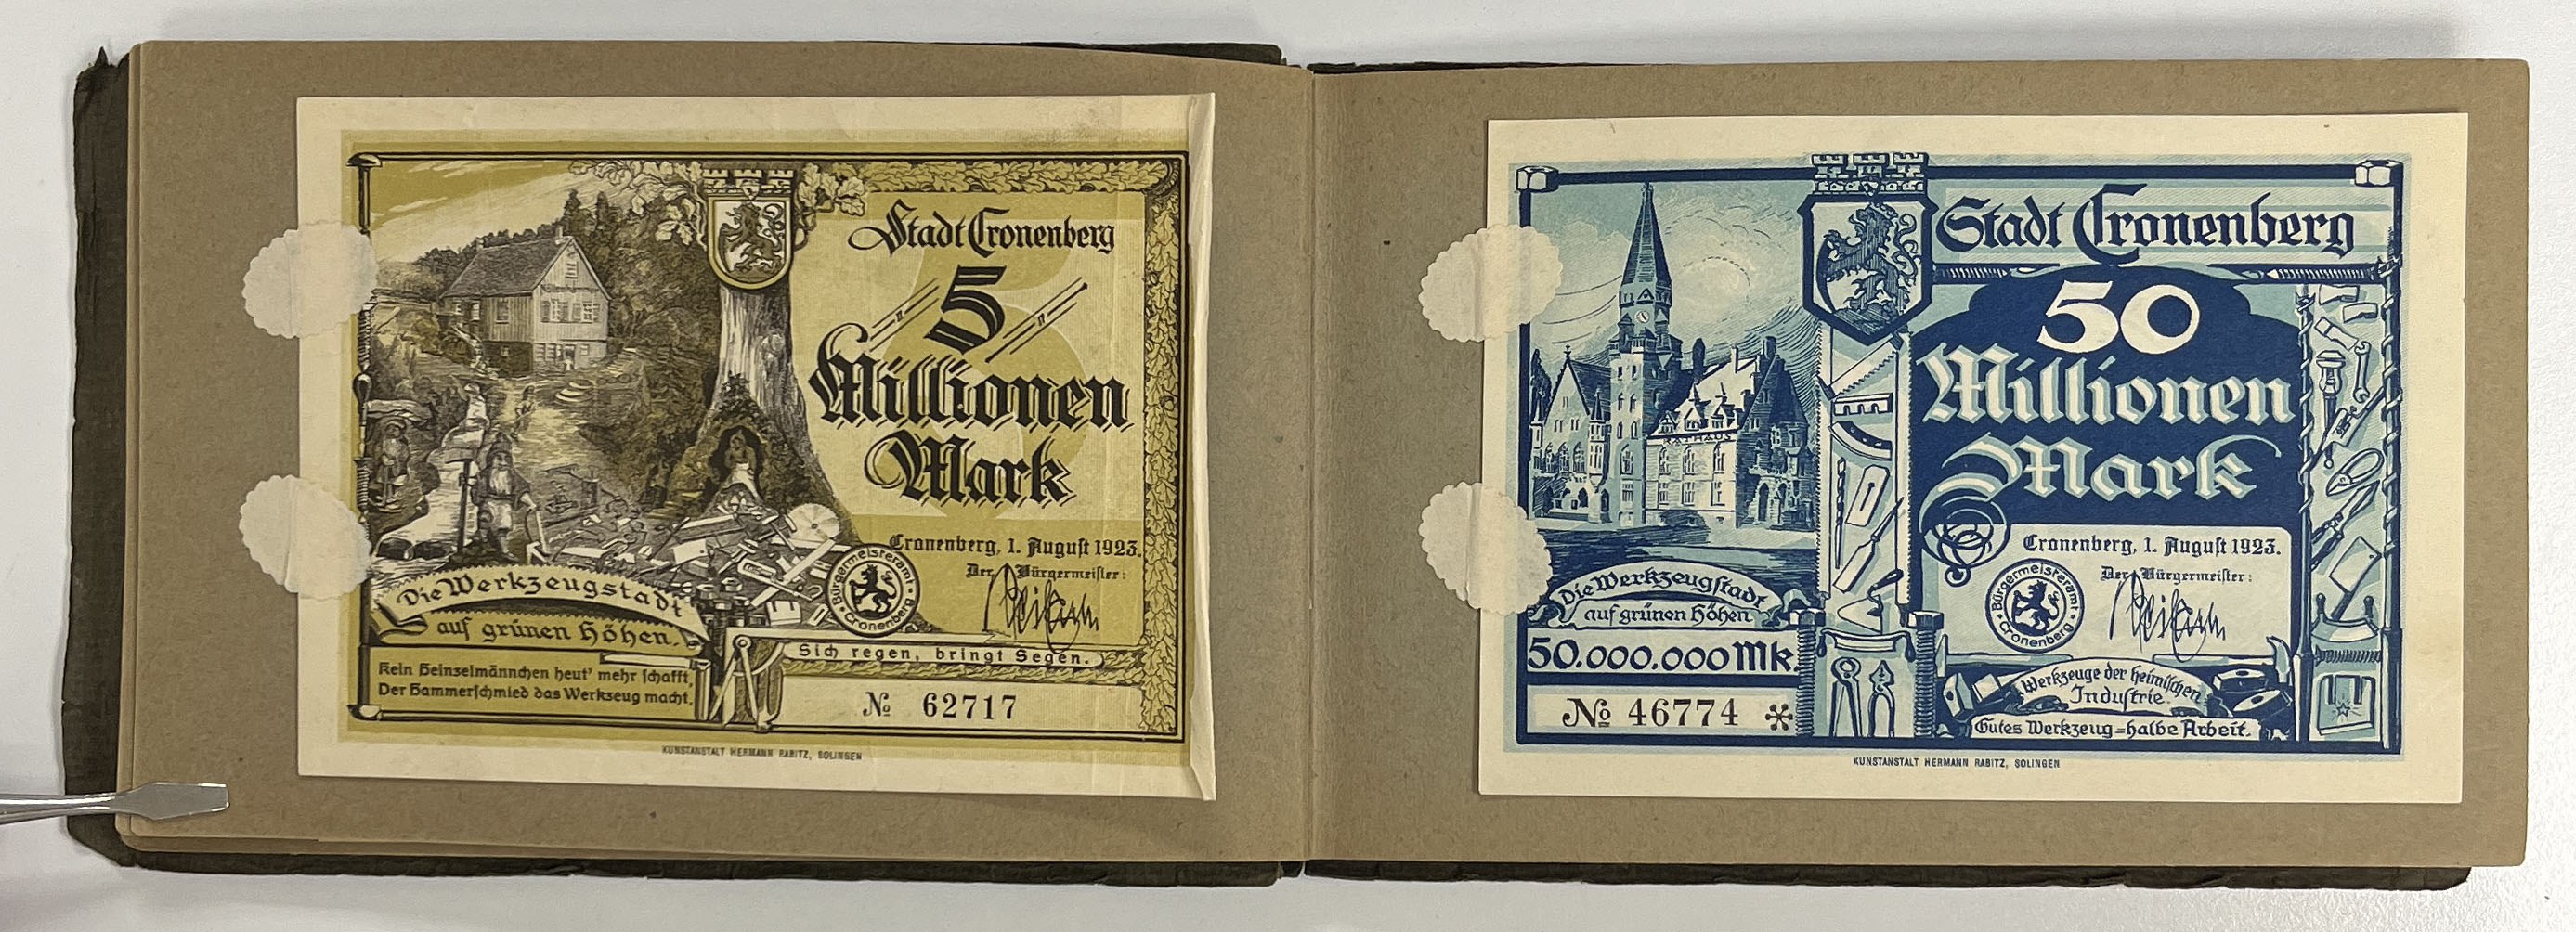 Stadt Cronenberg
5
Millionen
Mark
Cronenberg, 1. August 1923.
Der Bürgermeister:
Bürgermeisteramt
Cronenberg
Die Werkzeugstadt
auf grünen Höhen.
Sich regen, bringt Segen.
Kein Heinzelmännchen heut' mehr schafft,
Der Hammerschmied das Werkzeug macht.
№ 62717
KUNSTANSTALT HERMANN RABITZ, SOLINGEN
Stadt Cronenberg
50
Millionen
Mark
RATHAUS
Cronenberg, 1. August 1923.
Der Bürgermeister:
Bürgermeisteramt
Cronenberg
Die Werkzeugstadt
auf grünen Höhen
50.000.000 Mk.
№ 46774 *
Werkzeuge der heimischen
Industrie.
Gutes Werkzeug=halbe Arbeit.
KUNSTANSTALT HERMANN RABITZ, SOLINGEN